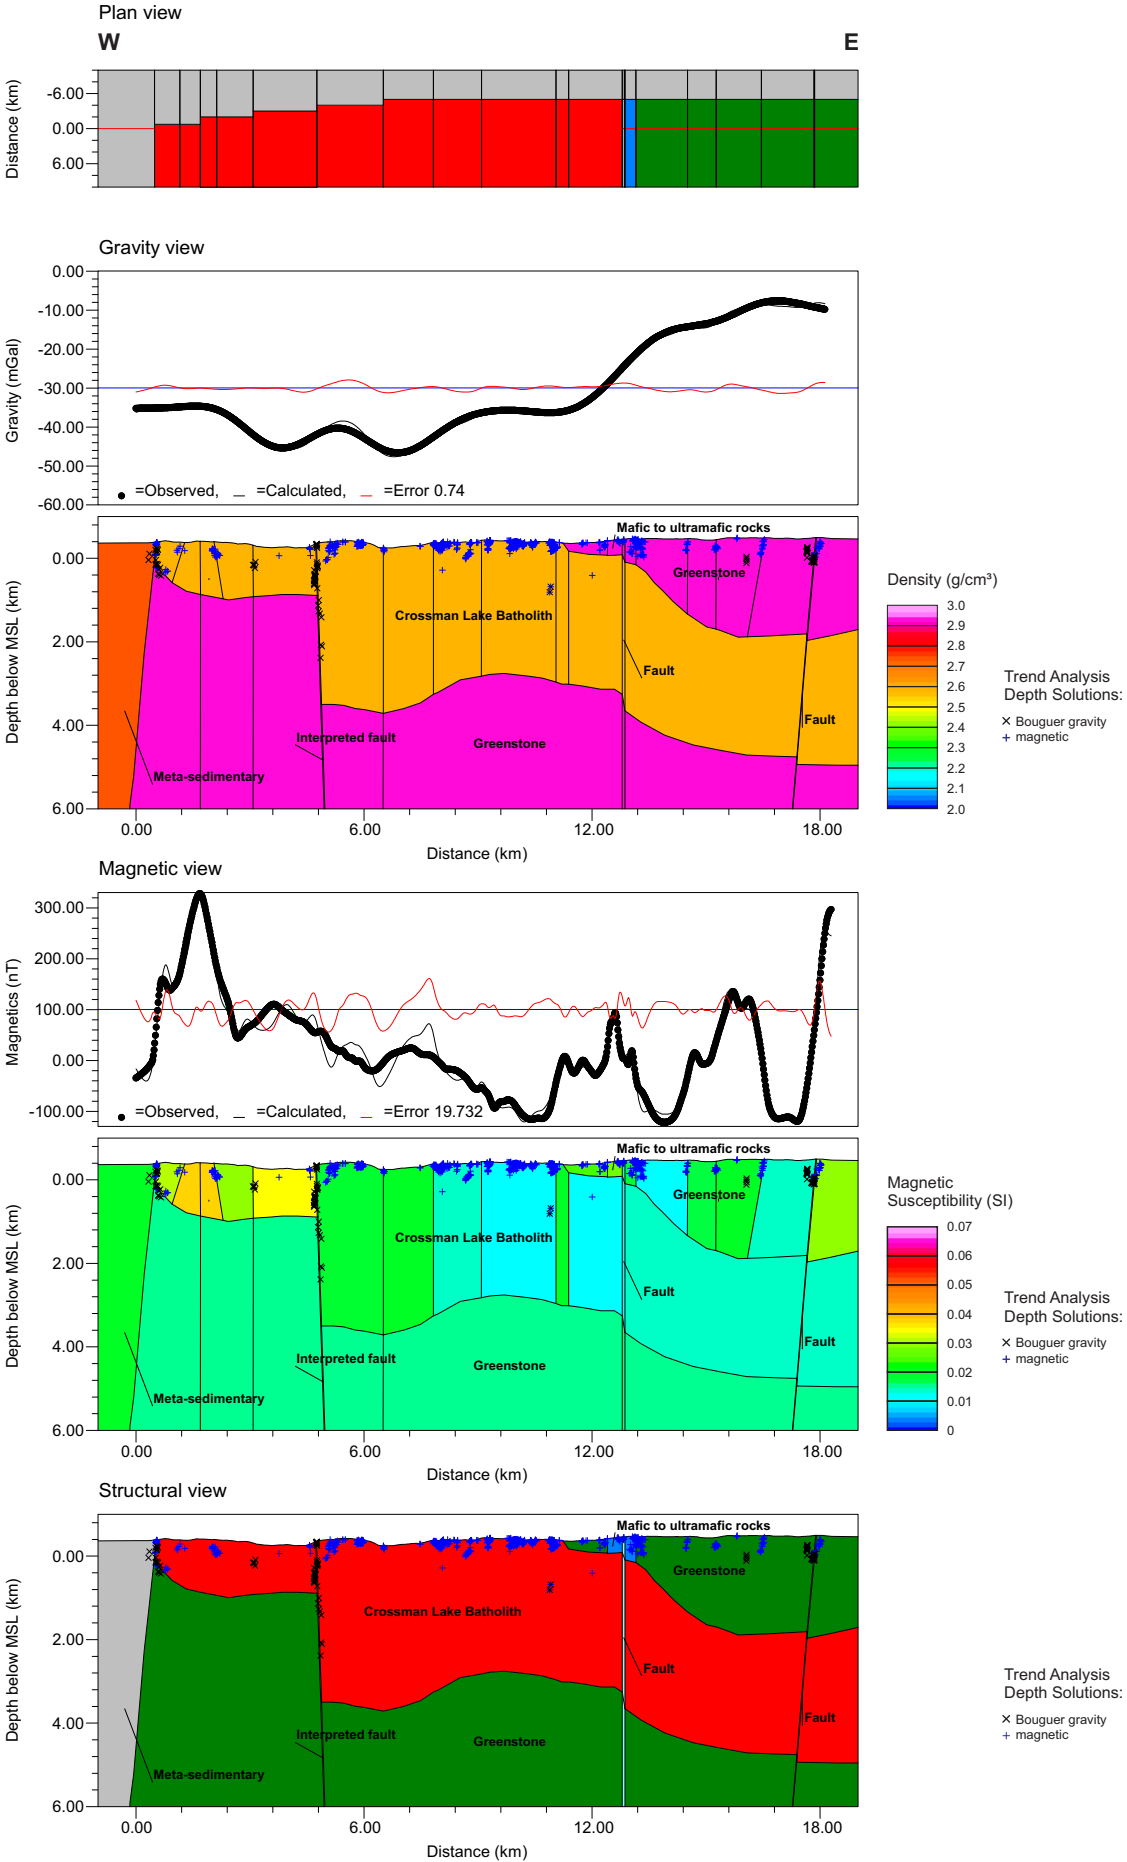 Plan view
W E
-6.00
0.00
6.00
Distance (km)
Gravity view
0.00
-10.00
-20.00
-30.00
-40.00
-50.00
-60.00
Gravity (mGal)
=Observed, =Calculated, =Error 0.74
Mafic to ultramafic rocks
0.00
2.00
4.00
6.00
Depth below MSL (km)
Greenstone
Crossman Lake Batholith
Fault
Fault
Interpreted fault
Greenstone
Meta-sedimentary
0.00 6.00 12.00 18.00
Distance (km)
Density (g/cm³)
3.0
2.9
2.8
2.7
2.6
2.5
2.4
2.3
2.2
2.1
2.0
Trend Analysis
Depth Solutions:
Bouguer gravity
magnetic
Magnetic view
300.00
200.00
100.00
0.00
-100.00
Magnetics (nT)
=Observed, =Calculated, =Error 19.732
Mafic to ultramafic rocks
0.00
2.00
4.00
6.00
Depth below MSL (km)
Greenstone
Crossman Lake Batholith
Fault
Fault
Interpreted fault
Greenstone
Meta-sedimentary
0.00 6.00 12.00 18.00
Distance (km)
Magnetic
Susceptibility (SI)
0.07
0.06
0.05
0.04
0.03
0.02
0.01
0
Trend Analysis
Depth Solutions:
Bouguer gravity
magnetic
Structural view
Mafic to ultramafic rocks
0.00
2.00
4.00
6.00
Depth below MSL (km)
Greenstone
Crossman Lake Batholith
Fault
Fault
Interpreted fault
Greenstone
Meta-sedimentary
0.00 6.00 12.00 18.00
Distance (km)
Trend Analysis
Depth Solutions:
Bouguer gravity
magnetic